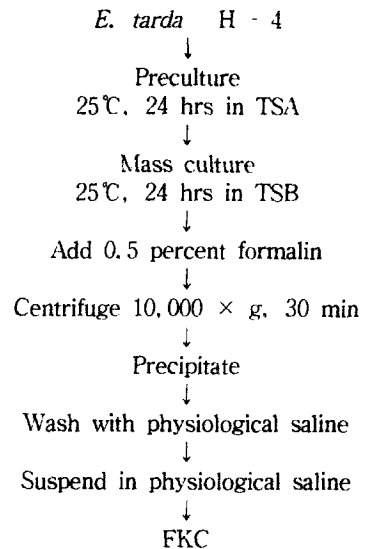 E. tarda H - 4
↓
Preculture
25℃, 24 hrs in TSA
↓
Mass culture
25℃, 24 hrs in TSB
↓
Add 0.5 percent formalin
↓
Centrifuge 10,000 × g, 30 min
↓
Precipitate
↓
Wash with physiological saline
↓
Suspend in physiological saline
↓
FKC